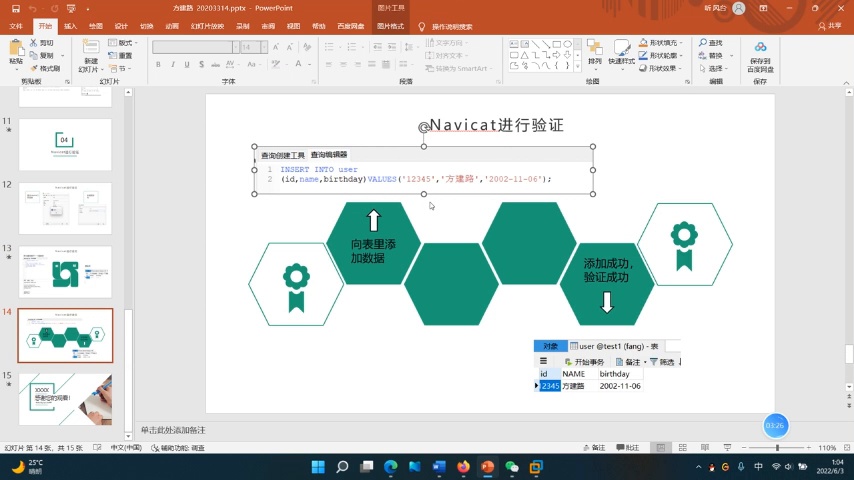 方建路 20203314.pptx - PowerPoint
图片工具
听 风台
文件 开始 插入 绘图 设计 切换 动画 幻灯片放映 录制 审阅 视图 帮助 百度网盘 图片格式 操作说明搜索 共享
粘贴 剪切 复制 格式刷
新建 幻灯片 版式 重置 节
文字方向 对齐文本 转换为 SmartArt
排列 快速样式 形状填充 形状轮廓 形状效果
查找 替换 选择
保存到 百度网盘
剪贴板 幻灯片 字体 段落 绘图 编辑 保存
11
04
12
13
14
15
XXXX
感谢您的观看!
Navicat进行验证
查询创建工具 查询编辑器
1 INSERT INTO user
2 (id,name,birthday)VALUES('12345','方建路','2002-11-06');
向表里添
加数据
添加成功,
验证成功
对象 user @test1 (fang) - 表
开始事务 备注 筛选
id NAME birthday
2345 方建路 2002-11-06
03:26
单击此处添加备注
幻灯片 第 14 张，共 15 张 中文(中国) 辅助功能: 调查 备注 批注 110%
25°C
晴朗
中
1:04
2022/6/3